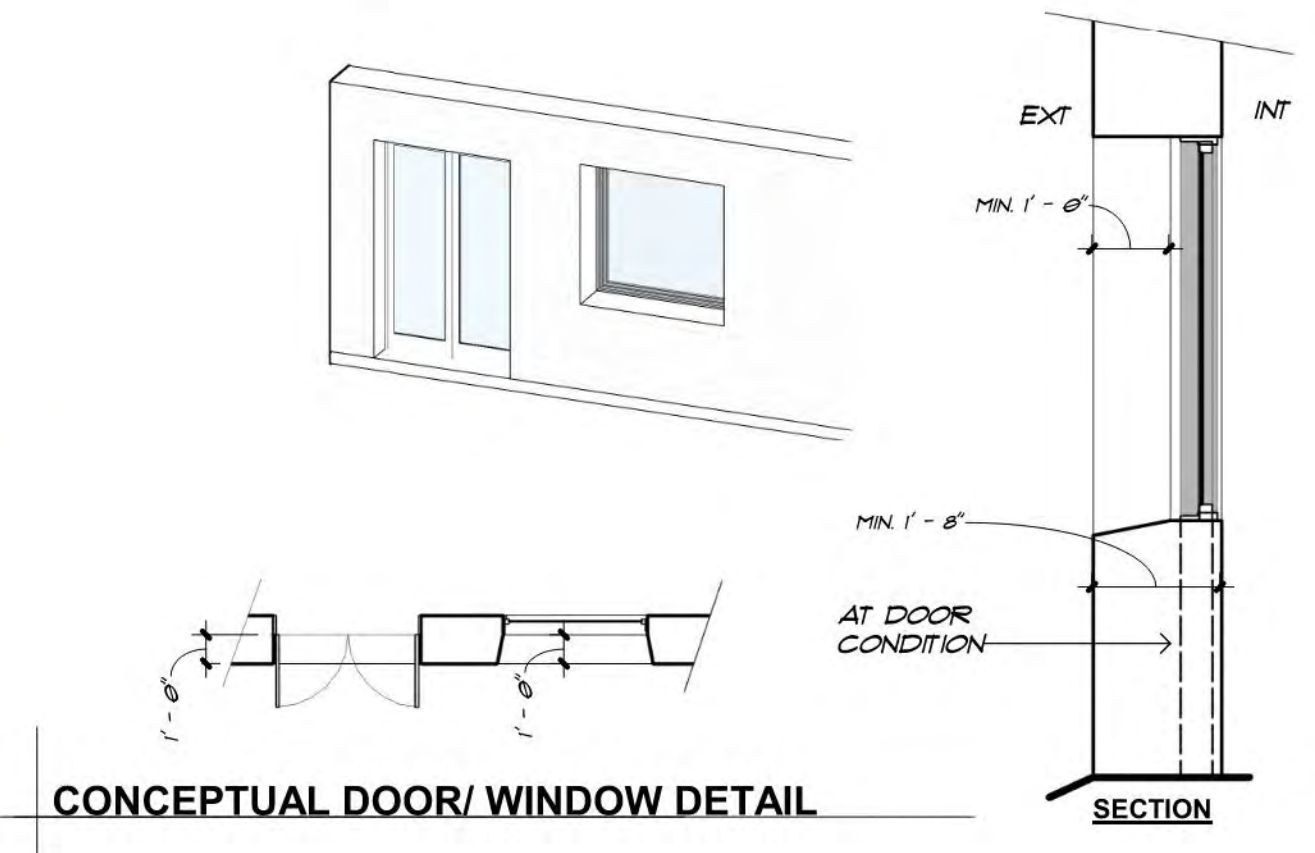 EXT
INT
MIN. 1' - 0"
MIN. 1' - 8"
AT DOOR
CONDITION
1' - 0"
1' - 0"
CONCEPTUAL DOOR/ WINDOW DETAIL
SECTION